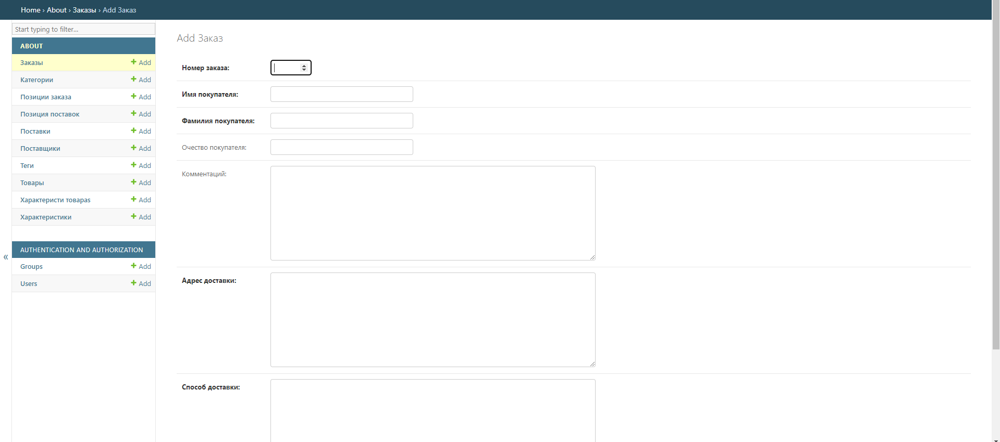 Home › About › Заказы › Add Заказ
Start typing to filter...
ABOUT
Заказы Add
Категории Add
Позиции заказа Add
Позиция поставок Add
Поставки Add
Поставщики Add
Теги Add
Товары Add
Характеристи товараs Add
Характеристики Add
AUTHENTICATION AND AUTHORIZATION
«
Groups Add
Users Add
Add Заказ
Номер заказа:
Имя покупателя:
Фамилия покупателя:
Очество покупателя:
Комментаций:
Адрес доставки:
Способ доставки: